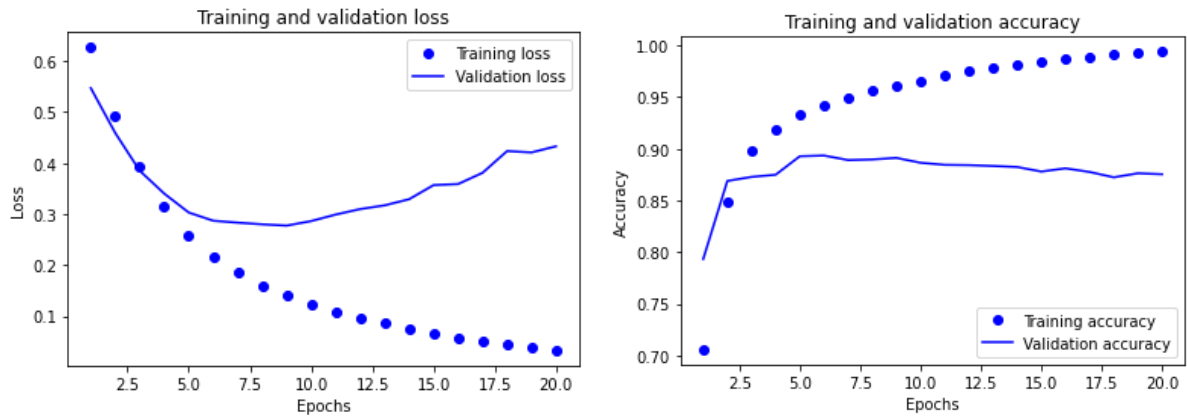 Training and validation loss
Training loss
Validation loss
0.6
0.5
0.4
0.3
0.2
0.1
Loss
2.5 5.0 7.5 10.0 12.5 15.0 17.5 20.0
Epochs
Training and validation accuracy
1.00
0.95
0.90
0.85
0.80
0.75
0.70
Accuracy
Training accuracy
Validation accuracy
2.5 5.0 7.5 10.0 12.5 15.0 17.5 20.0
Epochs